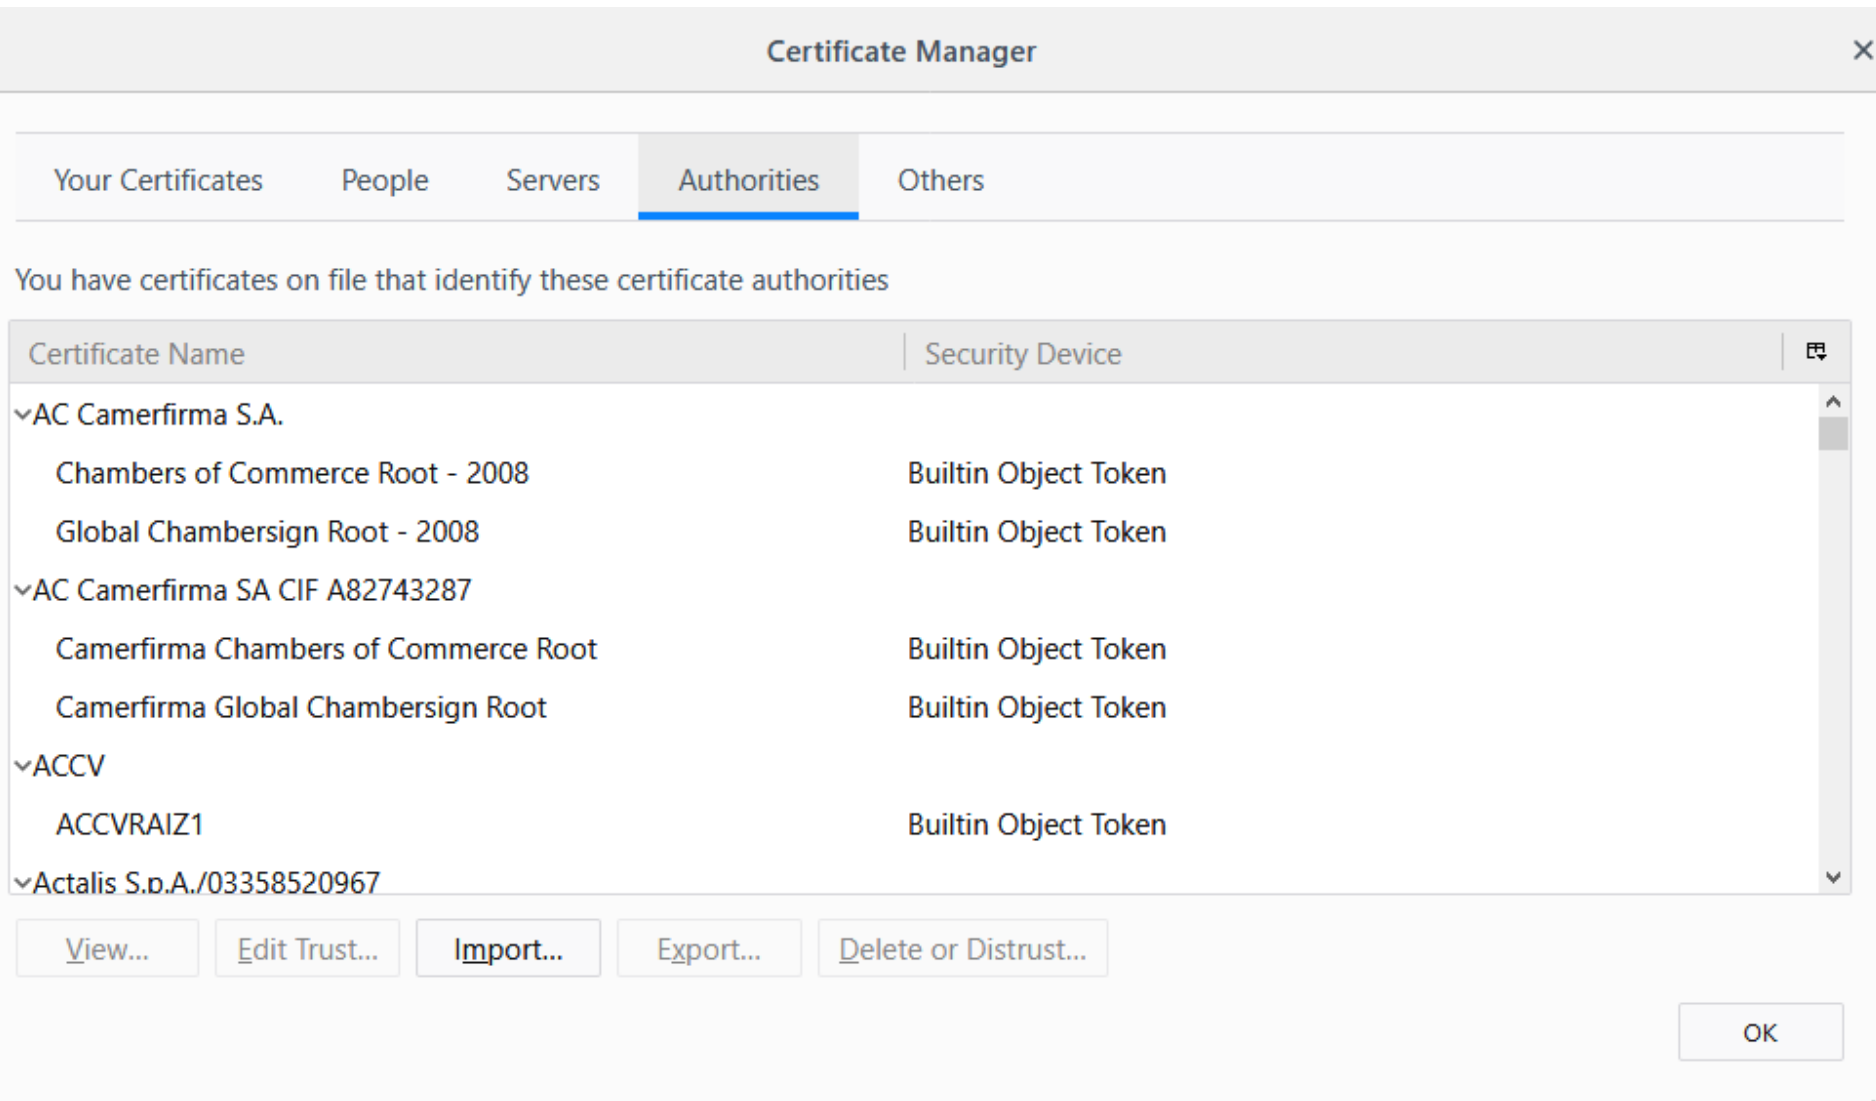 Certificate Manager
Your Certificates People Servers Authorities Others
You have certificates on file that identify these certificate authorities
Certificate Name Security Device
AC Camerfirma S.A.
Chambers of Commerce Root - 2008 Builtin Object Token
Global Chambersign Root - 2008 Builtin Object Token
AC Camerfirma SA CIF A82743287
Camerfirma Chambers of Commerce Root Builtin Object Token
Camerfirma Global Chambersign Root Builtin Object Token
ACCV
ACCVRAIZ1 Builtin Object Token
Actalis S.p.A./03358520967
View... Edit Trust... Import... Export... Delete or Distrust...
OK